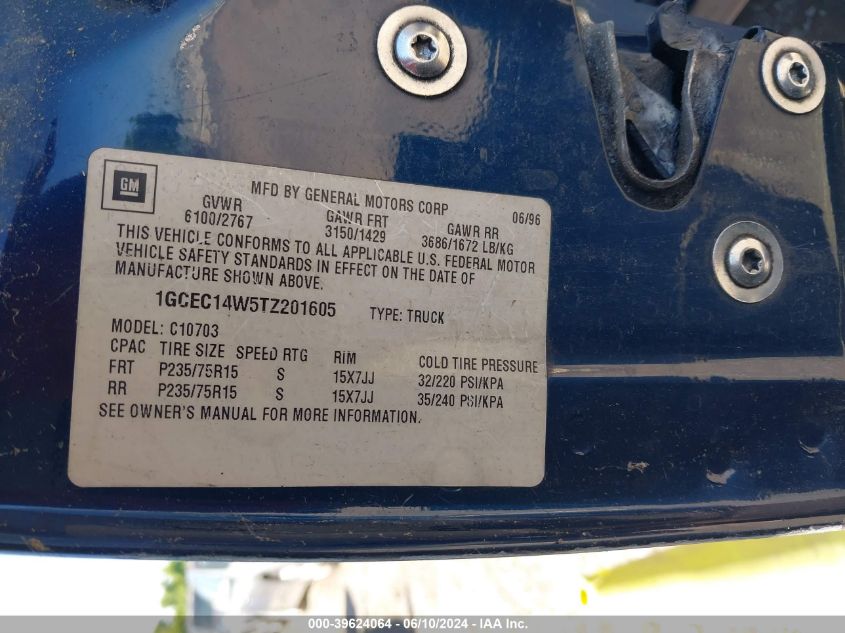 GM
MFD BY GENERAL MOTORS CORP 06/96
GVWR GAWR FRT GAWR RR
6100/2767 3150/1429 3686/1672 LB/KG
THIS VEHICLE CONFORMS TO ALL APPLICABLE U.S. FEDERAL MOTOR
VEHICLE SAFETY STANDARDS IN EFFECT ON THE DATE OF
MANUFACTURE SHOWN ABOVE.
1GCEC14W5TZ201605 TYPE: TRUCK
MODEL: C10703
CPAC TIRE SIZE SPEED RTG RIM COLD TIRE PRESSURE
FRT P235/75R15 S 15X7JJ 32/220 PSI/KPA
RR P235/75R15 S 15X7JJ 35/240 PSI/KPA
SEE OWNER'S MANUAL FOR MORE INFORMATION.
000-39624064 - 06/10/2024 - IAA Inc.